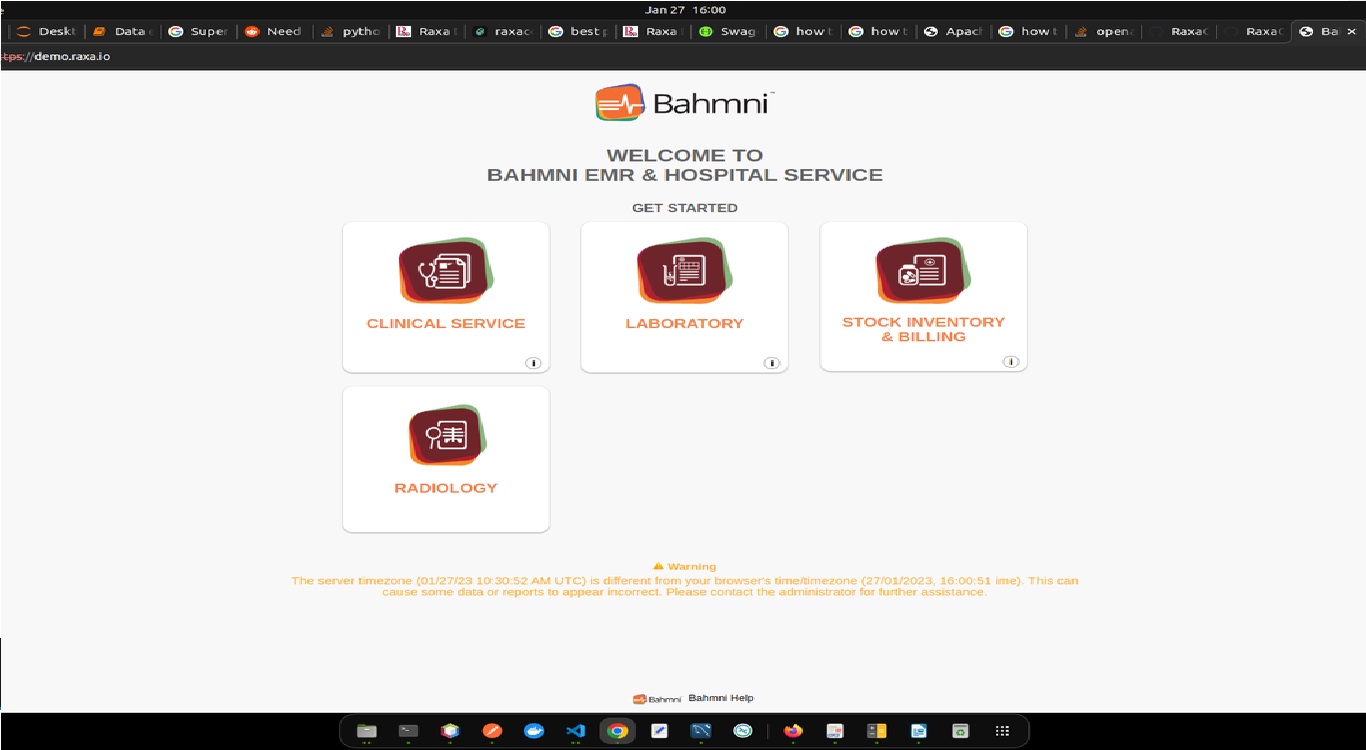 Jan 27 16:00
Deskt Data Super Need pytho Raxa raxac best Raxa Swag how t how t Apach how t open RaxaC RaxaC Ba
https://demo.raxa.io
Bahmni™
WELCOME TO
BAHMNI EMR & HOSPITAL SERVICE
GET STARTED
CLINICAL SERVICE
i
LABORATORY
i
STOCK INVENTORY
& BILLING
i
RADIOLOGY
Warning
The server timezone (01/27/23 10:30:52 AM UTC) is different from your browser's time/timezone (27/01/2023, 16:00:51 ime). This can
cause some data or reports to appear incorrect. Please contact the administrator for further assistance.
Bahmni Bahmni Help